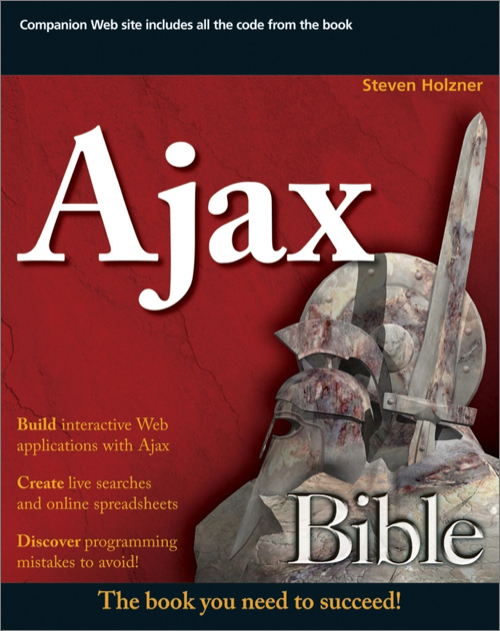 Companion Web site includes all the code from the book
Steven Holzner
Ajax
Build interactive Web
applications with Ajax
Create live searches
and online spreadsheets
Discover programming
mistakes to avoid!
Bible
The book you need to succeed!